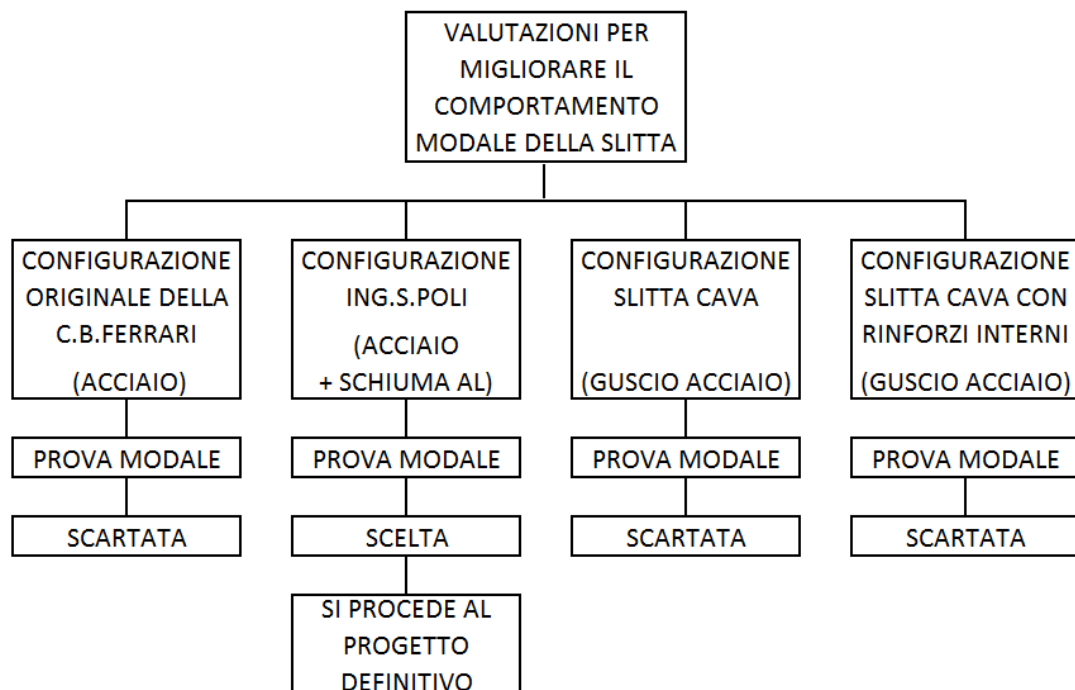 VALUTAZIONI PER
MIGLIORARE IL
COMPORTAMENTO
MODALE DELLA SLITTA
CONFIGURAZIONE
ORIGINALE DELLA
C.B.FERRARI
(ACCIAIO)
CONFIGURAZIONE
ING.S.POLI
(ACCIAIO
+ SCHIUMA AL)
CONFIGURAZIONE
SLITTA CAVA
(GUSCIO ACCIAIO)
CONFIGURAZIONE
SLITTA CAVA CON
RINFORZI INTERNI
(GUSCIO ACCIAIO)
PROVA MODALE
PROVA MODALE
PROVA MODALE
PROVA MODALE
SCARTATA
SCELTA
SCARTATA
SCARTATA
SI PROCEDE AL
PROGETTO
DEFINITIVO